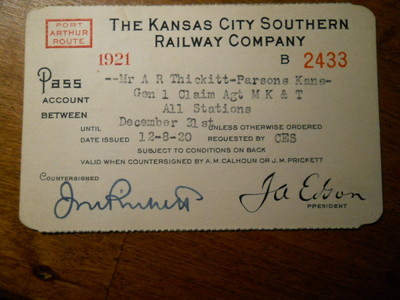 PORT
ARTHUR
ROUTE
THE KANSAS CITY SOUTHERN
RAILWAY COMPANY
1921
B 2433
Pass --Mr A R Thickitt-Parsons Kans-
ACCOUNT Gen l Claim Agt M K & T
BETWEEN All Stations
UNTIL December 31st UNLESS OTHERWISE ORDERED
DATE ISSUED 12-8-20 REQUESTED BY CES
SUBJECT TO CONDITIONS ON BACK
VALID WHEN COUNTERSIGNED BY A. M. CALHOUN OR J. M. PRICKETT
COUNTERSIGNED
J M Prickett
J A Edson
PRESIDENT